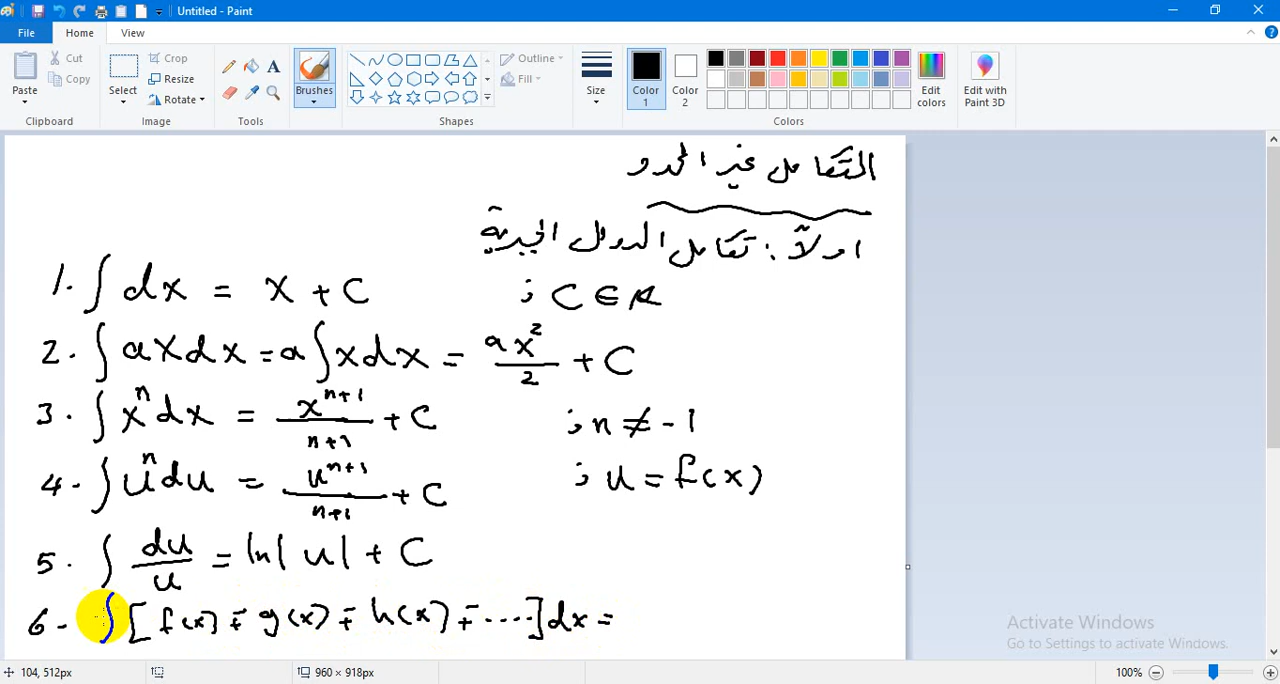 Untitled - Paint
File Home View
Paste Cut Copy
Select Crop Resize Rotate
Brushes
Outline Fill
Size
Color 1 Color 2
Edit colors
Edit with Paint 3D
Clipboard Image Tools Shapes Colors
التكامل غير المحدد
اولاً : تكامل الدوال الجبرية
1. ∫ dx = x + c ; C ∈ R
2. ∫ a x dx = a ∫ x dx = ax²/2 + C
3. ∫ xⁿ dx = xⁿ⁺¹/n+1 + C ; n ≠ -1
4. ∫ uⁿ du = uⁿ⁺¹/n+1 + C ; u = f(x)
5. ∫ du/u = ln|u| + C
6- ∫ [ f(x) ∓ g(x) ∓ h(x) ∓ .... ] dx =
Activate Windows
Go to Settings to activate Windows.
104, 512px 960 × 918px 100%